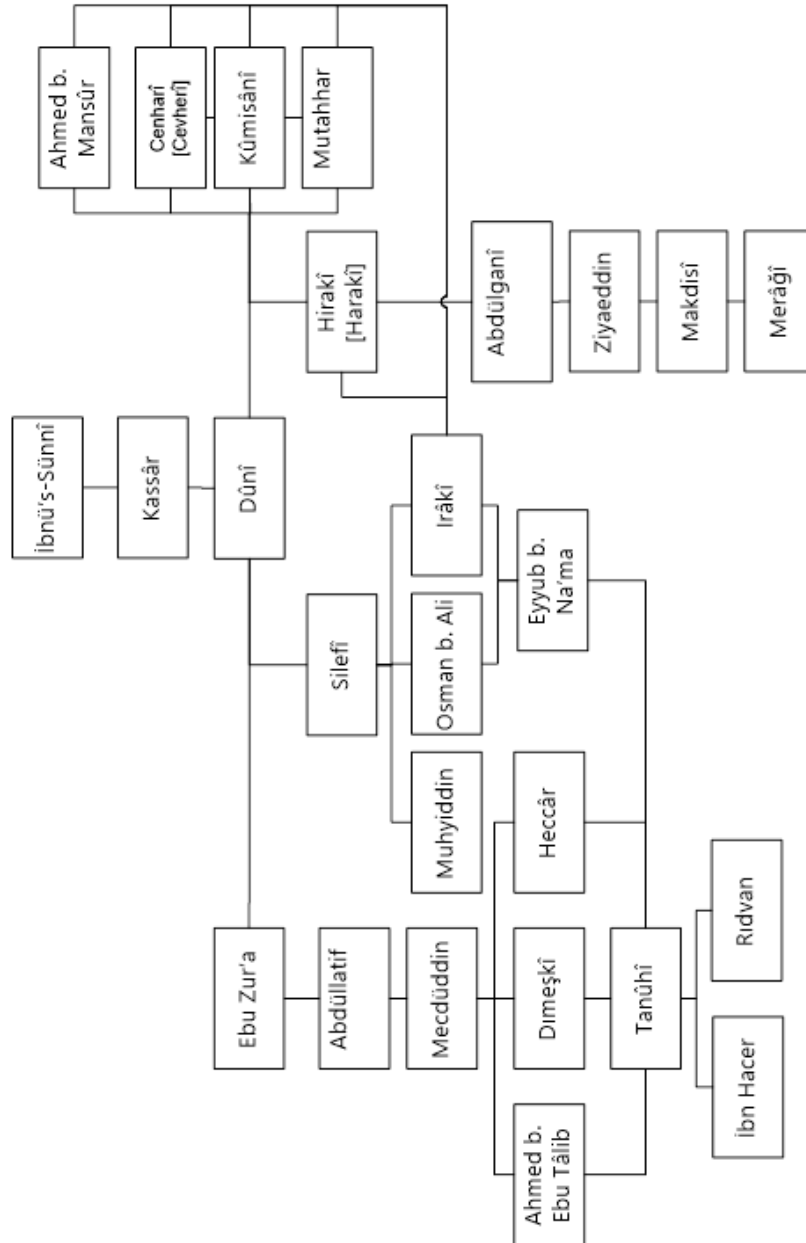 İbnü's-Sünnî
Ahmed b.
Mansûr
Kassâr
Cenharî
[Cevherî]
Ebu Zur'a
Dûnî
Kûmisânî
Abdüllatif
Silefî
Hirakî
[Harakî]
Mutahhar
Mecdüddin
Muhyiddin
Osman b. Ali
Irâkî
Abdülganî
Ahmed b.
Ebu Tâlib
Dımeşkî
Heccâr
Eyyub b.
Na'ma
Ziyaeddin
Tanûhî
Makdisî
İbn Hacer
Rıdvan
Merâğî